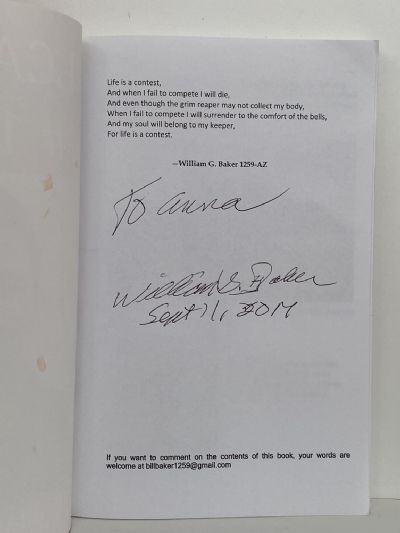 Life is a contest,
And when I fail to compete I will die,
And even though the grim reaper may not collect my body,
When I fail to compete I will surrender to the comfort of the bells,
And my soul will belong to my keeper,
For life is a contest.
—William G. Baker 1259-AZ
To anna
William G. Baker
Sept 11, 2017
If you want to comment on the contents of this book, your words are
welcome at billbaker1259@gmail.com